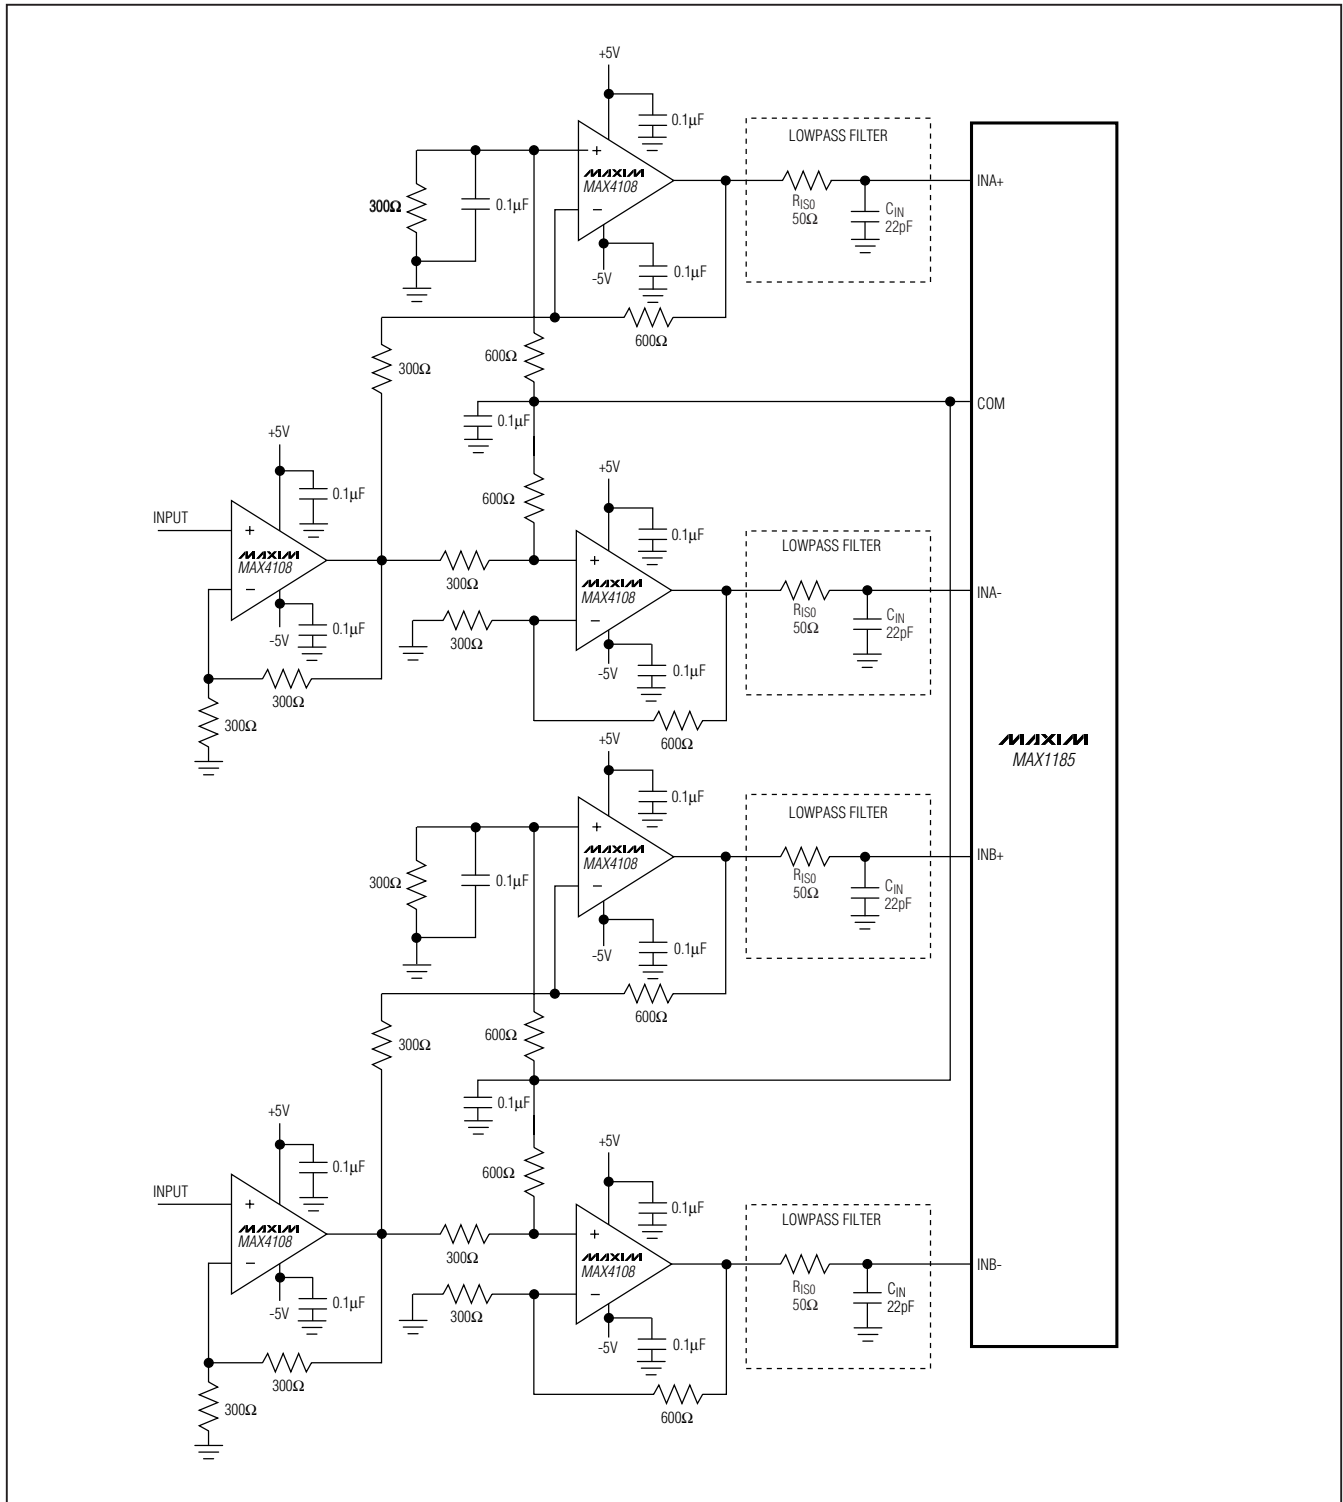 +5V
0.1µF
LOWPASS FILTER
+
MAXIM
MAX4108
−
INA+
300Ω
0.1µF
RISO
50Ω
CIN
22pF
0.1µF
-5V
600Ω
300Ω
600Ω
COM
0.1µF
+5V
+5V
0.1µF
600Ω
INPUT
0.1µF
LOWPASS FILTER
+
MAXIM
MAX4108
−
300Ω
+
MAXIM
MAX4108
−
INA-
RISO
50Ω
CIN
22pF
-5V
0.1µF
300Ω
-5V
0.1µF
300Ω
300Ω
600Ω
MAXIM
MAX1185
+5V
0.1µF
LOWPASS FILTER
+
MAXIM
MAX4108
−
INB+
300Ω
0.1µF
RISO
50Ω
CIN
22pF
0.1µF
-5V
600Ω
300Ω
600Ω
0.1µF
+5V
+5V
0.1µF
600Ω
INPUT
0.1µF
LOWPASS FILTER
+
MAXIM
MAX4108
−
300Ω
+
MAXIM
MAX4108
−
INB-
RISO
50Ω
CIN
22pF
-5V
0.1µF
300Ω
-5V
0.1µF
300Ω
300Ω
600Ω